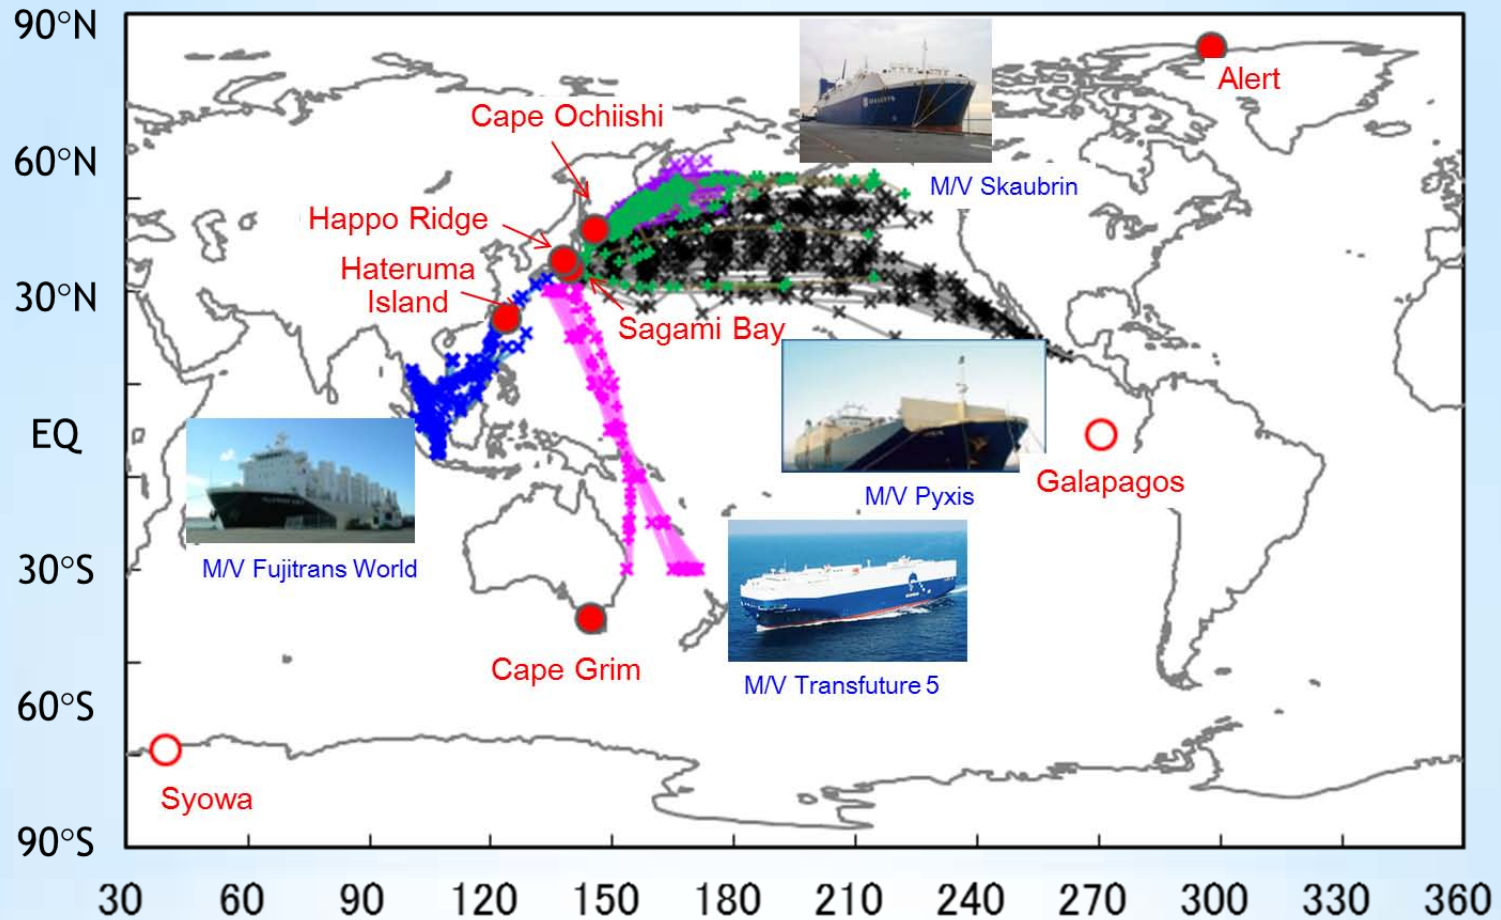 90°N
60°N
30°N
EQ
30°S
60°S
90°S
Alert
Cape Ochiishi
M/V Skaubrin
Happo Ridge
Hateruma
Island
Sagami Bay
M/V Pyxis
Galapagos
M/V Fujitrans World
Cape Grim
M/V Transfuture 5
Syowa
30 60 90 120 150 180 210 240 270 300 330 360